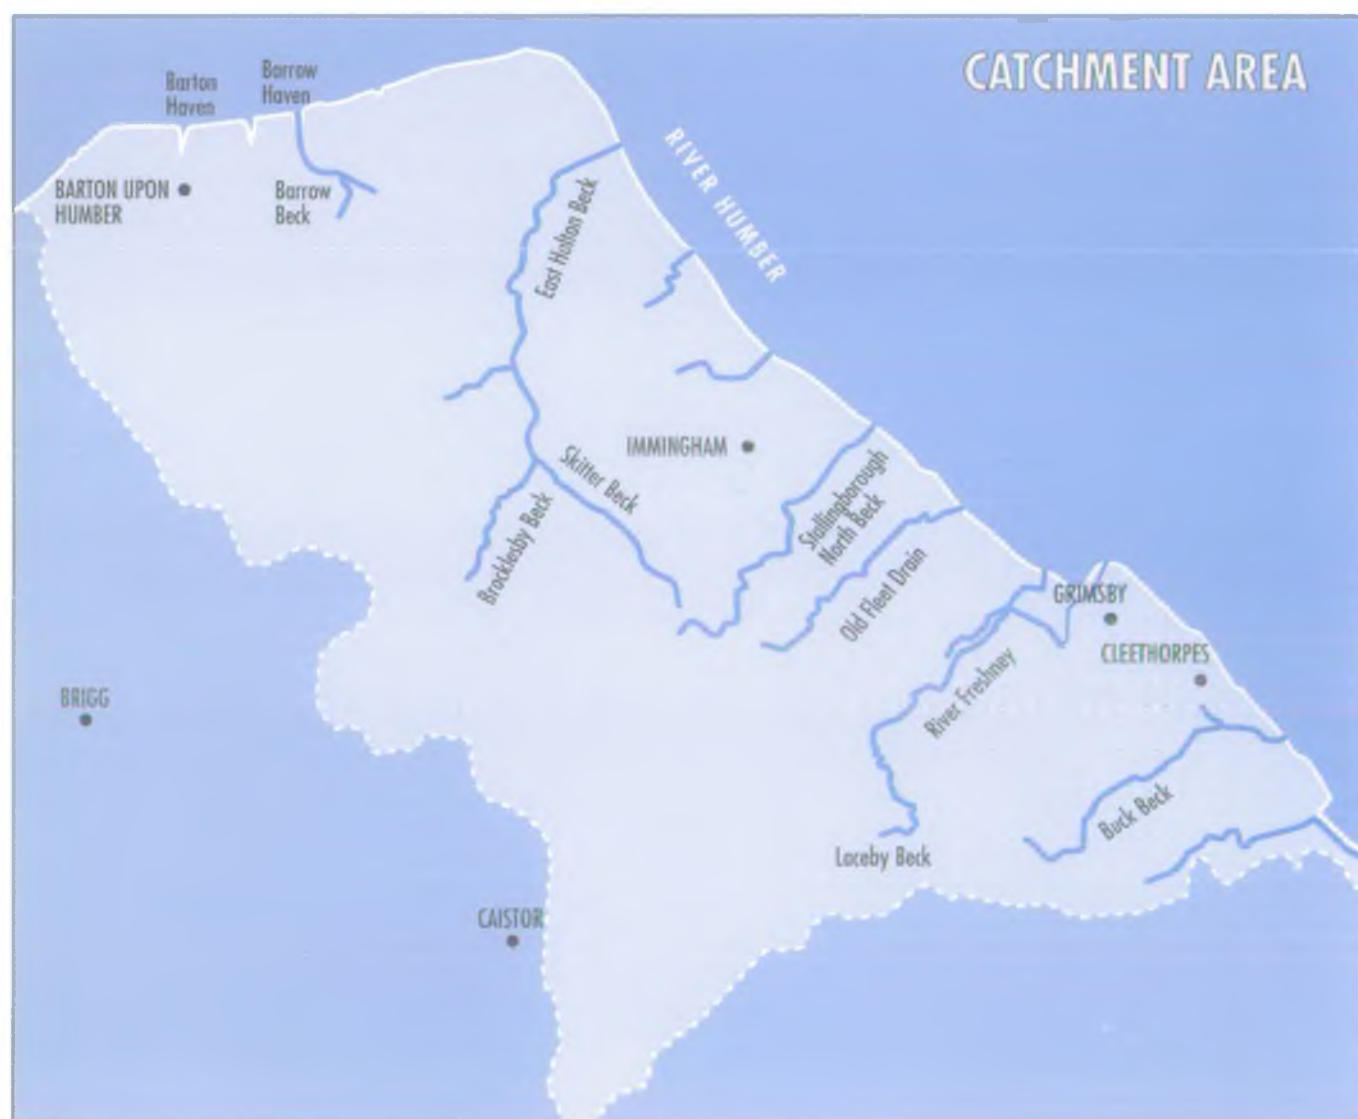 CATCHMENT AREA
Barton
Haven
Barrow
Haven
RIVER HUMBER
BARTON UPON
HUMBER
Barrow
Beck
East Halton Beck
IMMINGHAM
Skitter Beck
Brocklesby Beck
Stallingborough
North Beck
Old Fleet Drain
GRIMSBY
CLEETHORPES
River Freshney
BRIGG
Buck Beck
Laceby Beck
CAISTOR